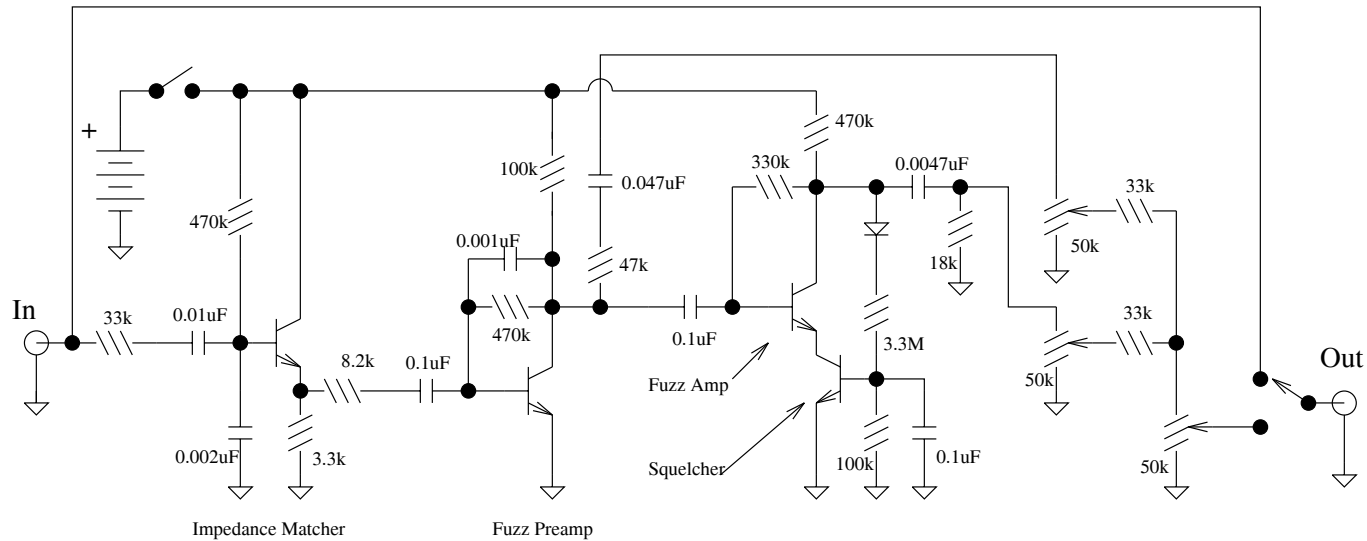 +
470k
330k
0.0047uF
100k
0.047uF
33k
470k
50k
0.001uF
47k
18k
In
33k
0.01uF
470k
0.1uF
33k
3.3M
Out
8.2k
0.1uF
Fuzz Amp
50k
0.002uF
3.3k
Squelcher
100k
0.1uF
50k
Impedance Matcher
Fuzz Preamp